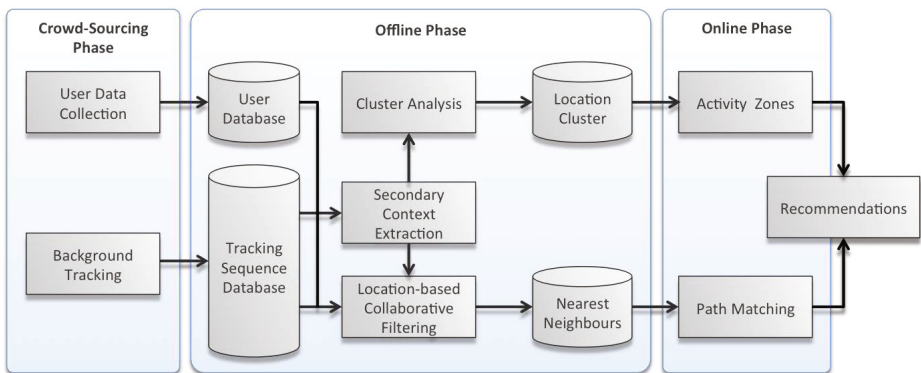 Crowd-Sourcing
Phase
Offline Phase
Online Phase
User Data
Collection
User
Database
Cluster Analysis
Location
Cluster
Activity Zones
Secondary
Context
Extraction
Recommendations
Background
Tracking
Tracking
Sequence
Database
Location-based
Collaborative
Filtering
Nearest
Neighbours
Path Matching